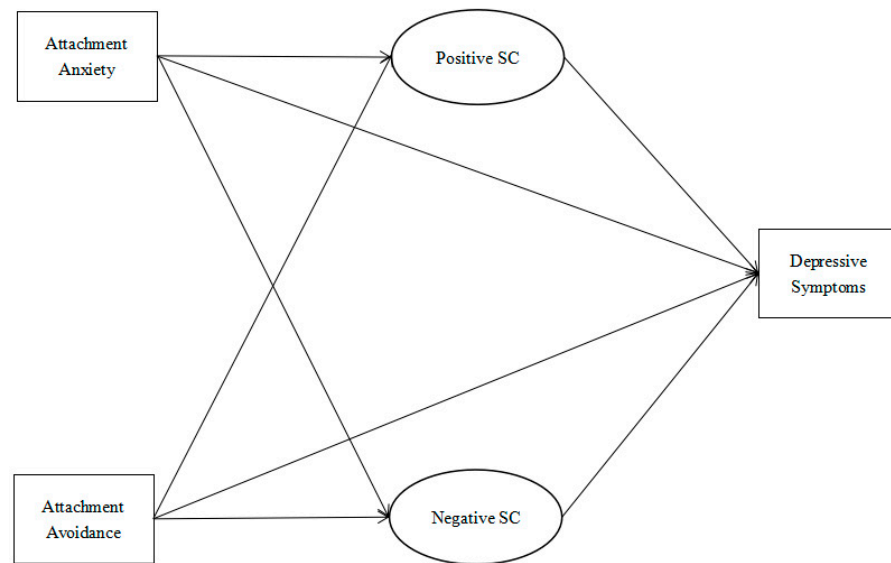 Attachment
Anxiety
Positive SC
Depressive
Symptoms
Attachment
Avoidance
Negative SC